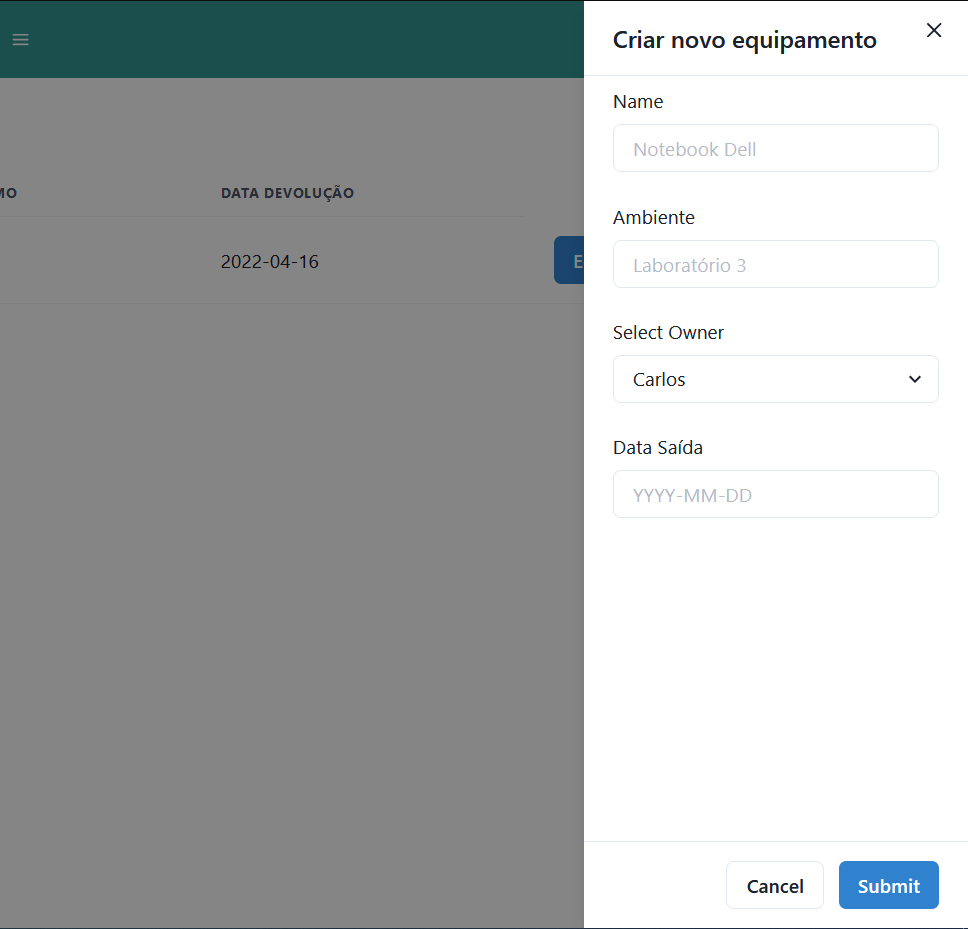 MO
DATA DEVOLUÇÃO
2022-04-16
E
Criar novo equipamento
Name
Notebook Dell
Ambiente
Laboratório 3
Select Owner
Carlos
Data Saída
YYYY-MM-DD
Cancel
Submit